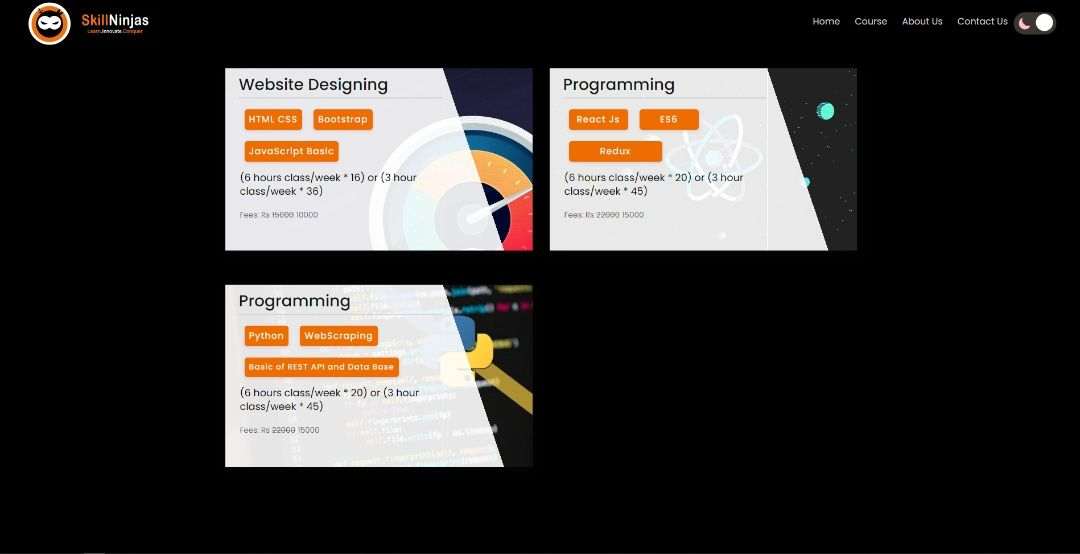 SkillNinjas
Learn.Innovate.Conquer
Home Course About Us Contact Us
Website Designing
HTML CSS Bootstrap
JavaScript Basic
(6 hours class/week * 16) or (3 hour
class/week * 36)
Fees: Rs 15000 10000
Programming
React Js ES6
Redux
(6 hours class/week * 20) or (3 hour
class/week * 45)
Fees: Rs 22000 15000
Programming
Python WebScraping
Basic of REST API and Data Base
(6 hours class/week * 20) or (3 hour
class/week * 45)
Fees: Rs 22000 15000